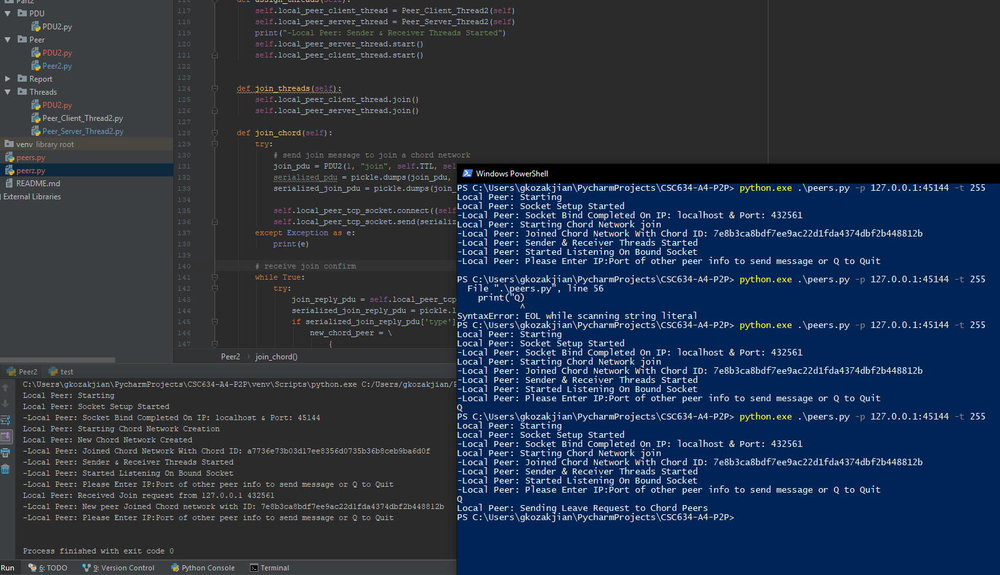 Part2
PDU
PDU2.py
Peer
PDU2.py
Peer2.py
Report
Threads
PDU2.py
Peer_Client_Thread2.py
Peer_Server_Thread2.py
venv library root
peers.py
peerz.py
README.md
External Libraries
116 def assign_threads(self):
117 self.local_peer_client_thread = Peer_Client_Thread2(self)
118 self.local_peer_server_thread = Peer_Server_Thread2(self)
119 print("-Local Peer: Sender & Receiver Threads Started")
120 self.local_peer_server_thread.start()
121 self.local_peer_client_thread.start()
122
123
124 def join_threads(self):
125 self.local_peer_client_thread.join()
126 self.local_peer_server_thread.join()
127
128 def join_chord(self):
129 try:
130 # send join message to join a chord network
131 join_pdu = PDU2(1, "join", self.TTL, sel
132 serialized_pdu = pickle.dumps(join_pdu,
133 serialized_join_pdu = pickle.dumps(join_
134
135 self.local_peer_tcp_socket.connect((self
136 self.local_peer_tcp_socket.send(serializ
137 except Exception as e:
138 print(e)
139
140 # receive join confirm
141 while True:
142 try:
143 join_reply_pdu = self.local_peer_tcp
144 serialized_join_reply_pdu = pickle.l
145 if serialized_join_reply_pdu['type']
146 new_chord_peer = \
147 {
Peer2 › join_chord()
Peer2 test
C:\Users\gkozakjian\PycharmProjects\CSC634-A4-P2P\venv\Scripts\python.exe C:/Users/gkozakjian/P
Local Peer: Starting
Local Peer: Socket Setup Started
-Local Peer: Socket Bind Completed On IP: localhost & Port: 45144
Local Peer: Starting Chord Network Creation
Local Peer: New Chord Network Created
-Local Peer: Joined Chord Network With Chord ID: a7736e73b03d17ee8356d0735b36b8ceb9ba6d0f
-Local Peer: Sender & Receiver Threads Started
-Local Peer: Started Listening On Bound Socket
-Local Peer: Please Enter IP:Port of other peer info to send message or Q to Quit
Local Peer: Received Join request from 127.0.0.1 432561
-Local Peer: New peer Joined Chord network with ID: 7e8b3ca8bdf7ee9ac22d1fda4374dbf2b448812b
-Local Peer: Please Enter IP:Port of other peer info to send message or Q to Quit
Process finished with exit code 0
Run 6: TODO 9: Version Control Python Console Terminal
Windows PowerShell
PS C:\Users\gkozakjian\PycharmProjects\CSC634-A4-P2P> python.exe .\peers.py -p 127.0.0.1:45144 -t 255
Local Peer: Starting
Local Peer: Socket Setup Started
-Local Peer: Socket Bind Completed On IP: localhost & Port: 432561
Local Peer: Starting Chord Network join
-Local Peer: Joined Chord Network With Chord ID: 7e8b3ca8bdf7ee9ac22d1fda4374dbf2b448812b
-Local Peer: Sender & Receiver Threads Started
-Local Peer: Started Listening On Bound Socket
-Local Peer: Please Enter IP:Port of other peer info to send message or Q to Quit
PS C:\Users\gkozakjian\PycharmProjects\CSC634-A4-P2P> python.exe .\peers.py -p 127.0.0.1:45144 -t 255
File ".\peers.py", line 56
print("Q)
^
SyntaxError: EOL while scanning string literal
PS C:\Users\gkozakjian\PycharmProjects\CSC634-A4-P2P> python.exe .\peers.py -p 127.0.0.1:45144 -t 255
Local Peer: Starting
Local Peer: Socket Setup Started
-Local Peer: Socket Bind Completed On IP: localhost & Port: 432561
Local Peer: Starting Chord Network join
-Local Peer: Joined Chord Network With Chord ID: 7e8b3ca8bdf7ee9ac22d1fda4374dbf2b448812b
-Local Peer: Sender & Receiver Threads Started
-Local Peer: Started Listening On Bound Socket
-Local Peer: Please Enter IP:Port of other peer info to send message or Q to Quit
Q
PS C:\Users\gkozakjian\PycharmProjects\CSC634-A4-P2P> python.exe .\peers.py -p 127.0.0.1:45144 -t 255
Local Peer: Starting
Local Peer: Socket Setup Started
-Local Peer: Socket Bind Completed On IP: localhost & Port: 432561
Local Peer: Starting Chord Network join
-Local Peer: Joined Chord Network With Chord ID: 7e8b3ca8bdf7ee9ac22d1fda4374dbf2b448812b
-Local Peer: Sender & Receiver Threads Started
-Local Peer: Started Listening On Bound Socket
-Local Peer: Please Enter IP:Port of other peer info to send message or Q to Quit
Q
Local Peer: Sending Leave Request to Chord Peers
PS C:\Users\gkozakjian\PycharmProjects\CSC634-A4-P2P>